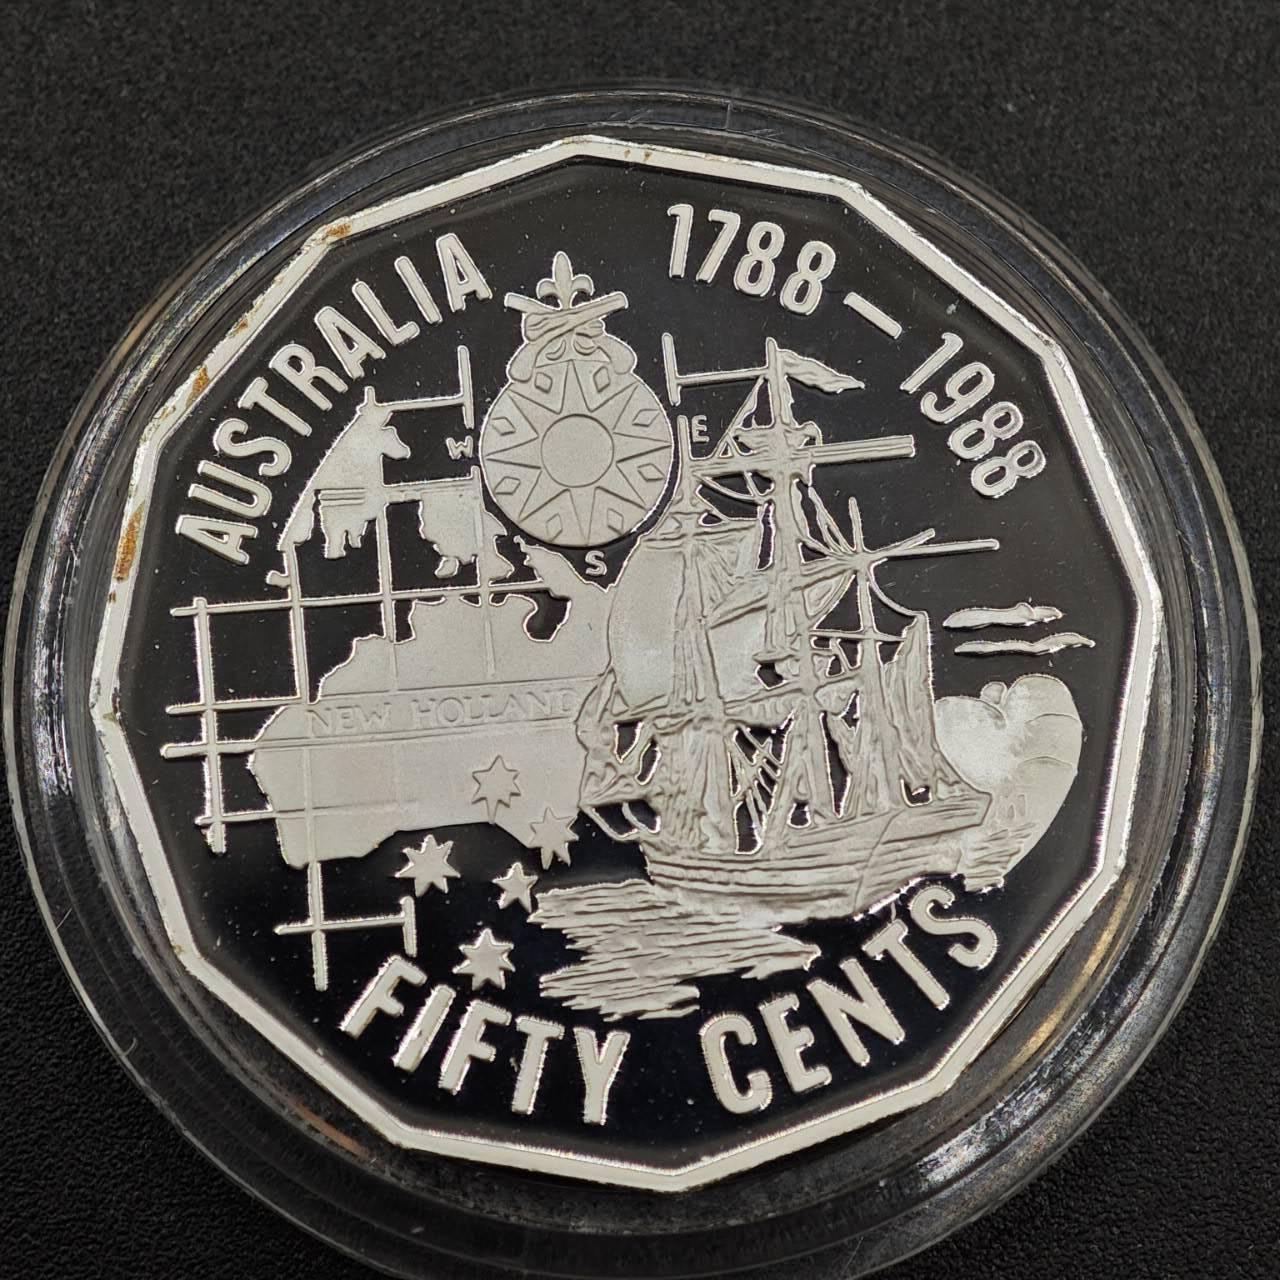 AUSTRALIA
1788 – 1988
W
E
S
NEW HOLLAND
FIFTY CENTS